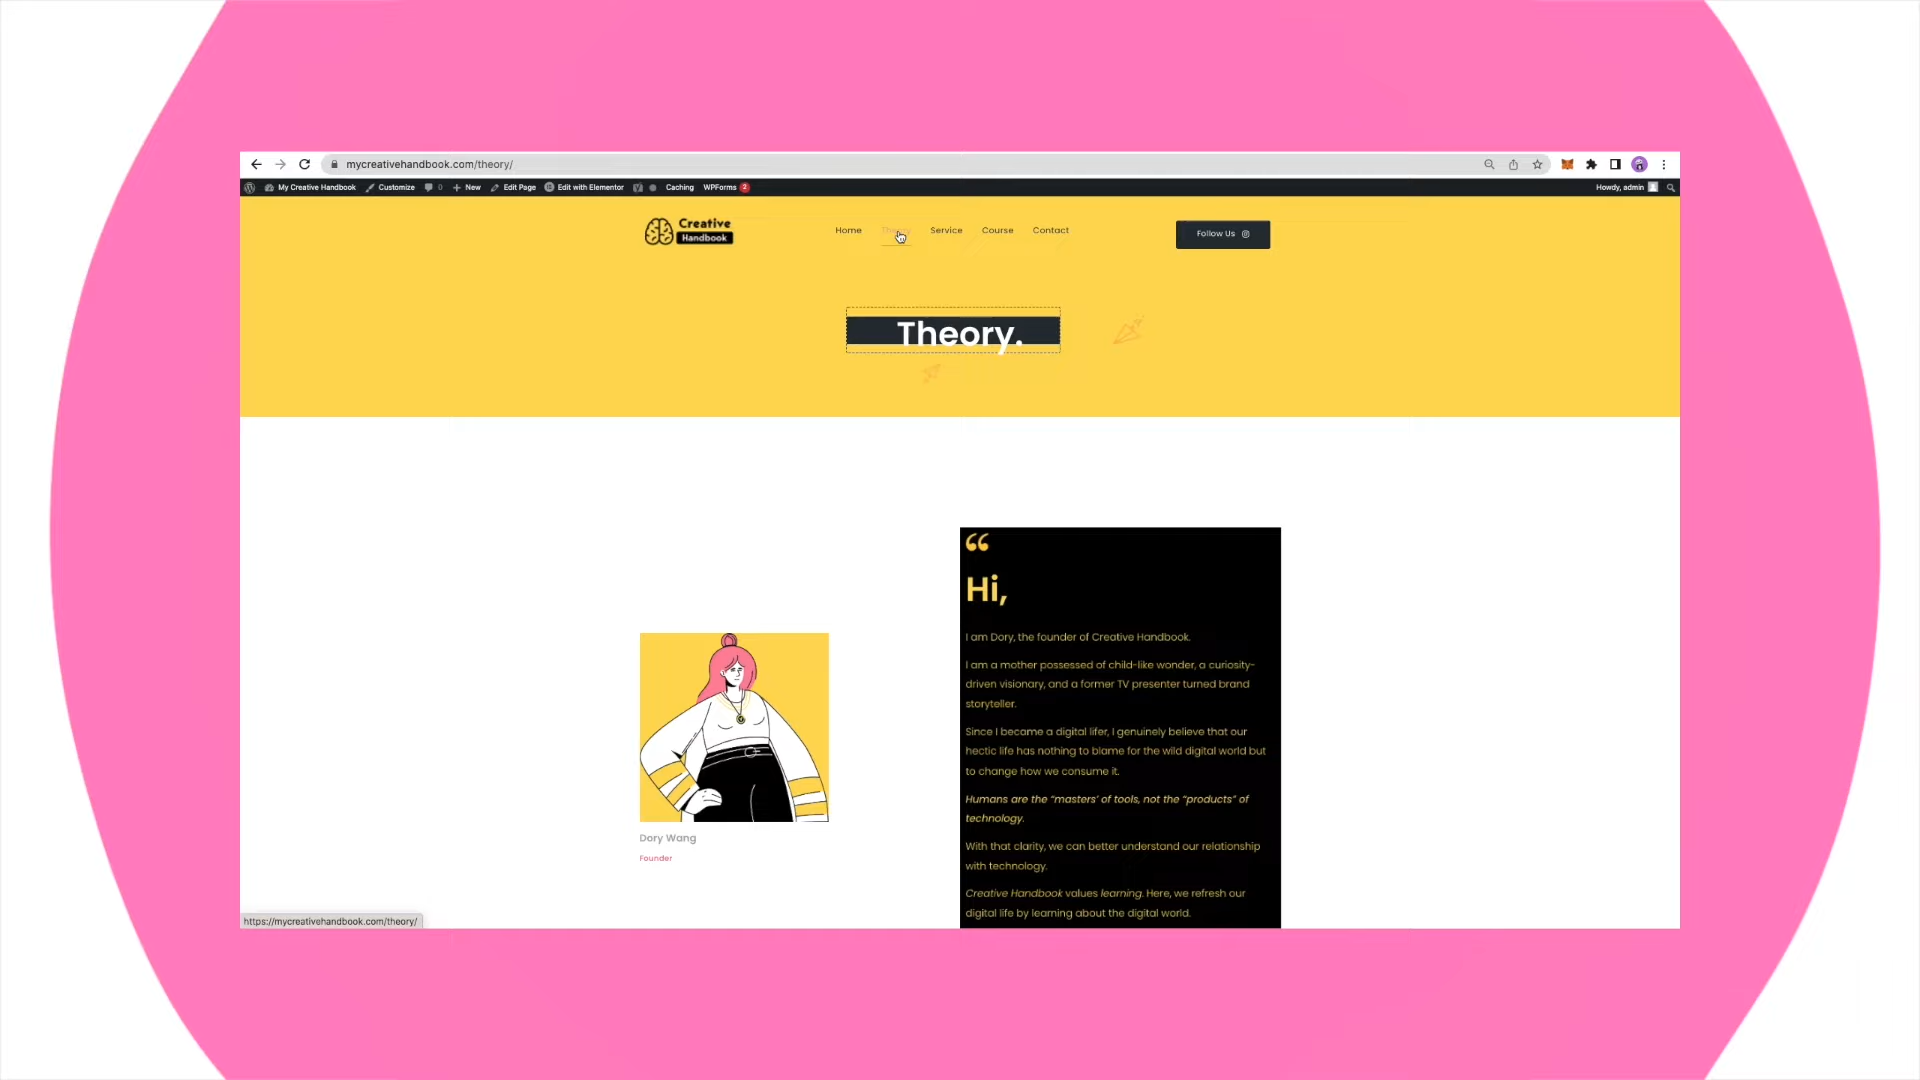 mycreativehandbook.com/theory/
My Creative Handbook Customize 0 New Edit Page Edit with Elementor Caching WPForms 2 Howdy, admin
Creative
Handbook
Home Theory Service Course Contact Follow Us
Theory.
“
Hi,
I am Dory, the founder of Creative Handbook.
I am a mother possessed of child-like wonder, a curiosity-
driven visionary, and a former TV presenter turned brand
storyteller.
Since I became a digital lifer, I genuinely believe that our
hectic life has nothing to blame for the wild digital world but
to change how we consume it.
Humans are the “masters’ of tools, not the “products” of
technology.
With that clarity, we can better understand our relationship
with technology.
Creative Handbook values learning. Here, we refresh our
digital life by learning about the digital world.
Dory Wang
Founder
https://mycreativehandbook.com/theory/